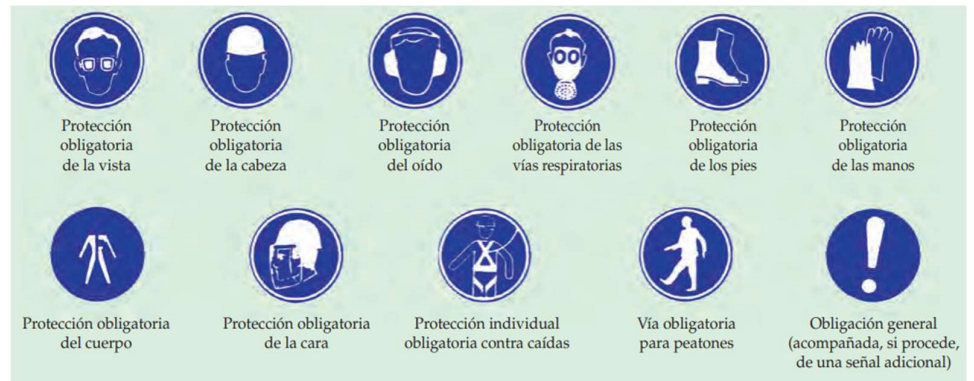 Protección
obligatoria
de la vista
Protección
obligatoria
de la cabeza
Protección
obligatoria
del oído
Protección
obligatoria de las
vías respiratorias
Protección
obligatoria
de los pies
Protección
obligatoria
de las manos
Protección obligatoria
del cuerpo
Protección obligatoria
de la cara
Protección individual
obligatoria contra caídas
Vía obligatoria
para peatones
Obligación general
(acompañada, si procede,
de una señal adicional)